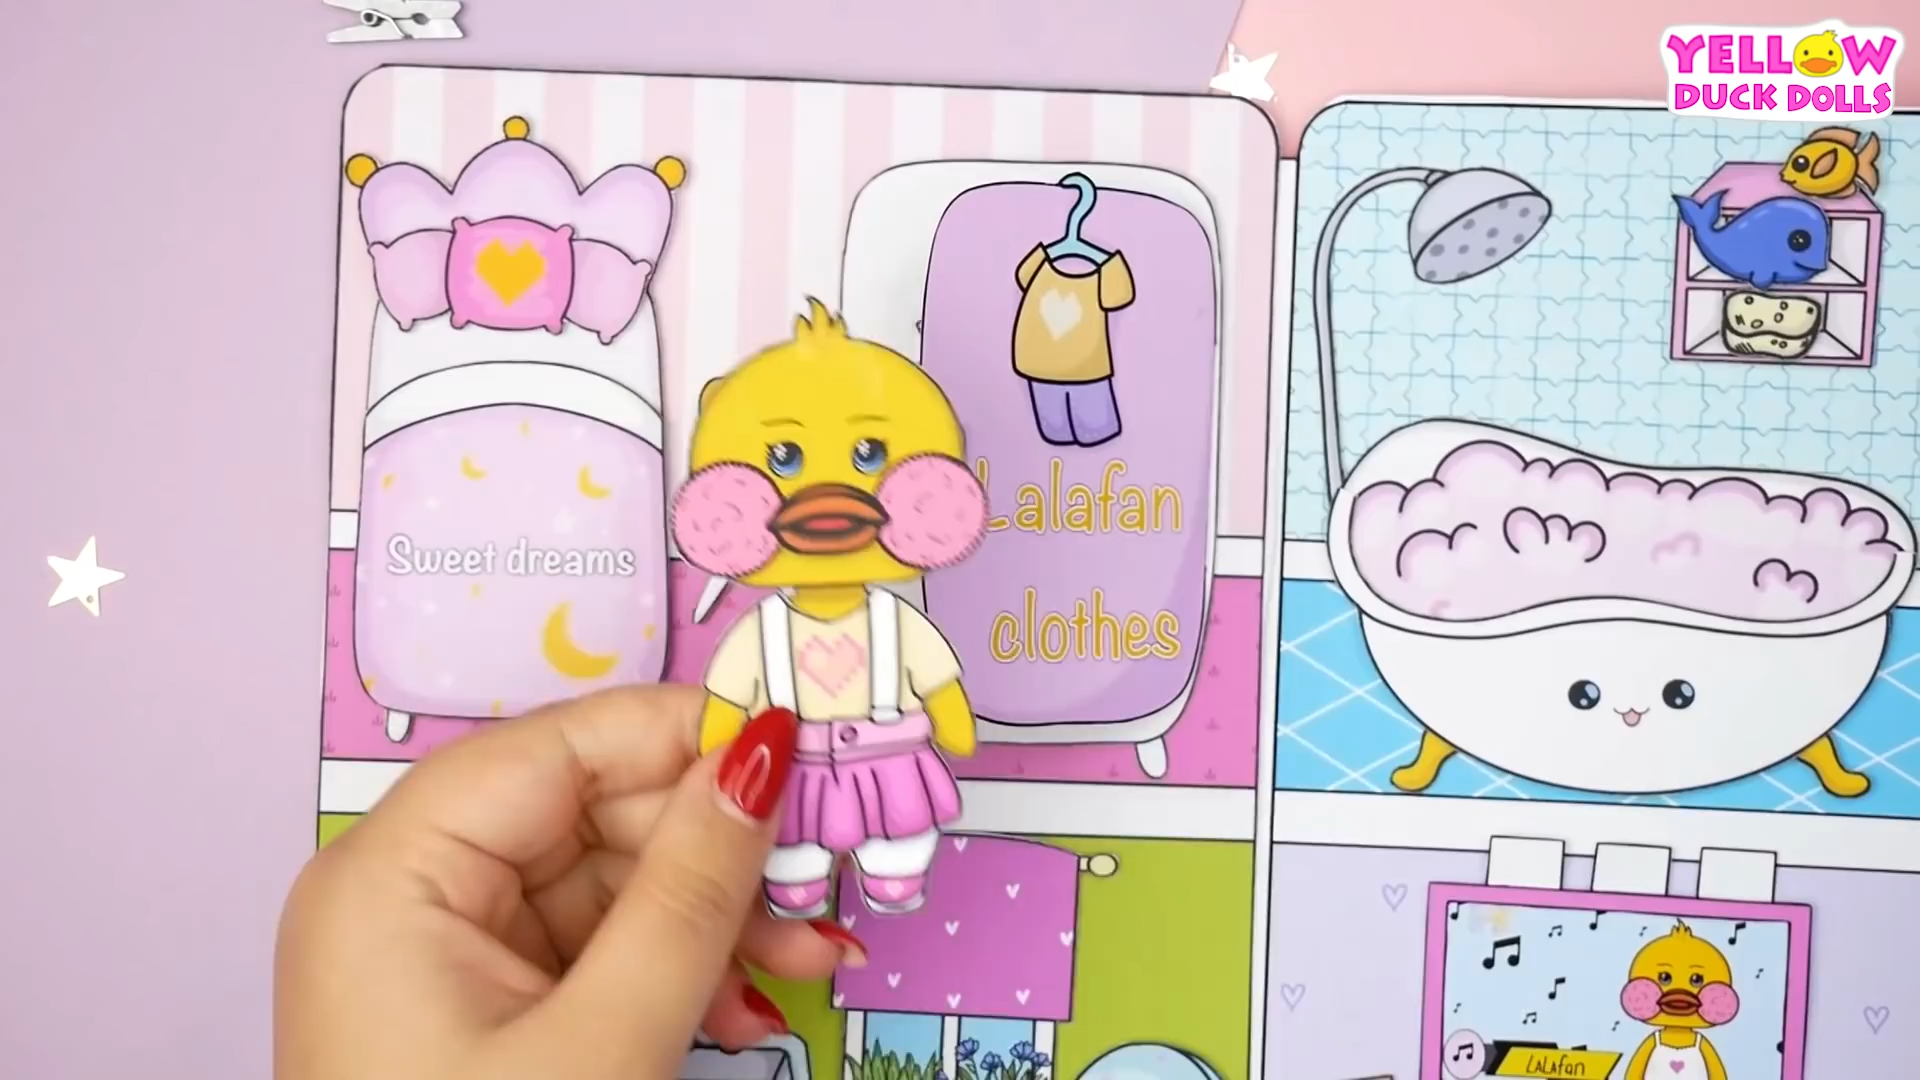 YELLOW
DUCK DOLLS
Sweet dreams
Lalafan
clothes
LALAfan